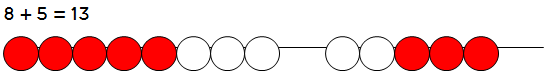 8 + 5 = 13